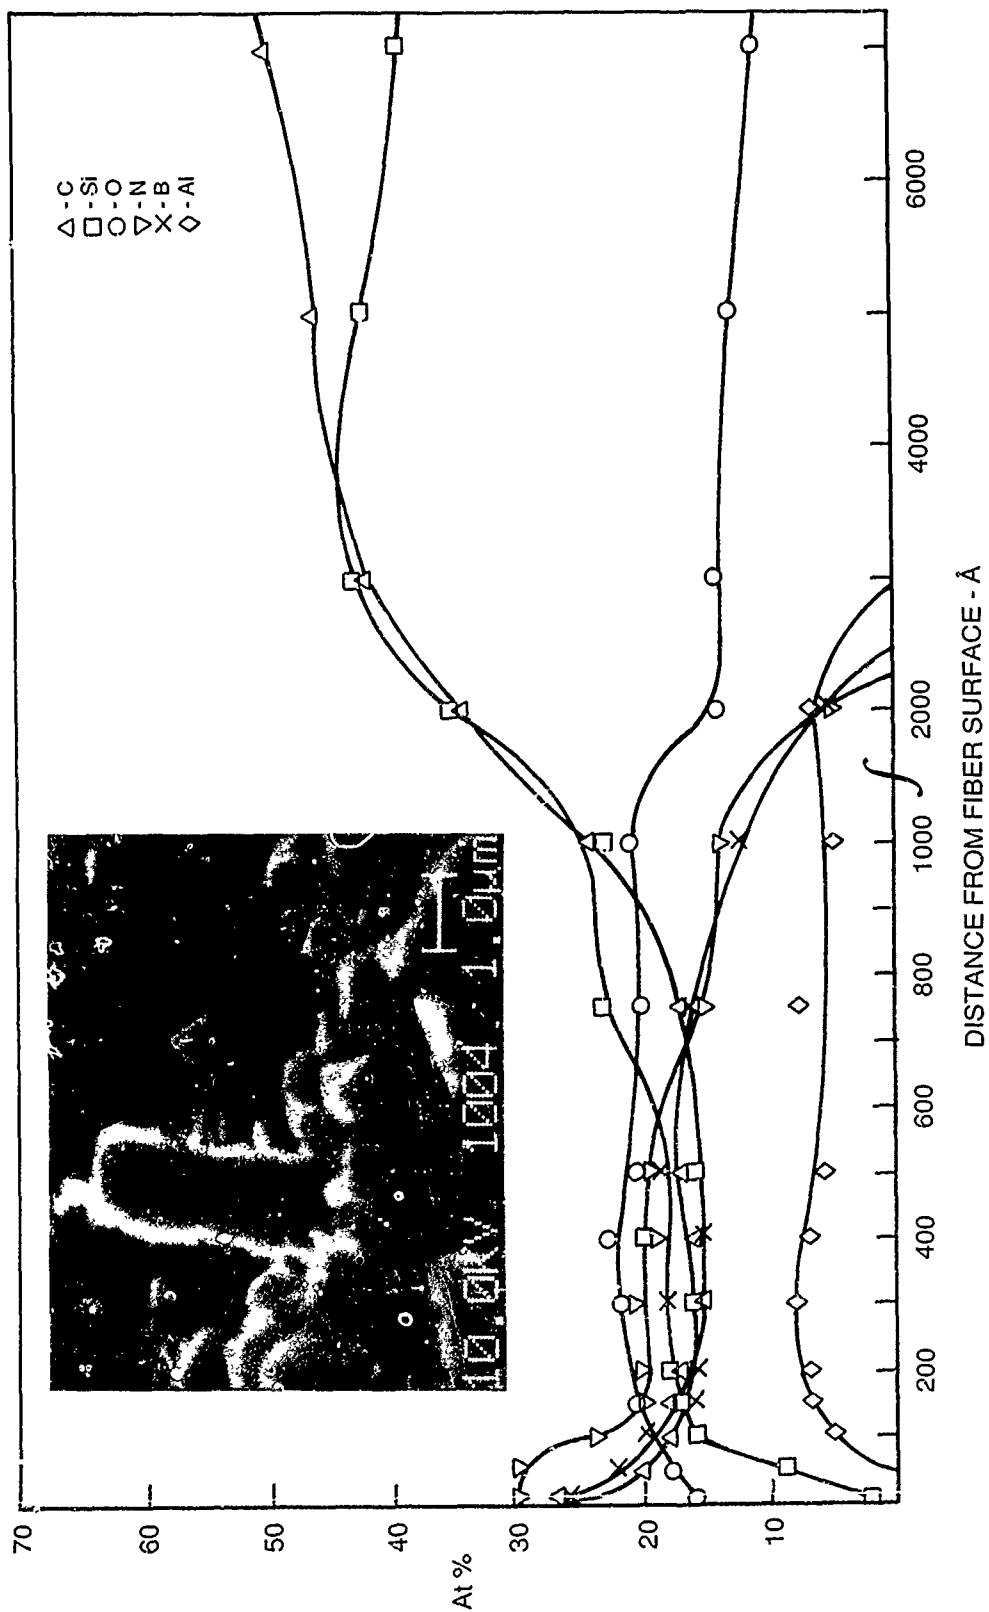 70
60
50
40
30
20
10
At %
△ - C
□ - Si
○ - O
▽ - N
× - B
◇ - Al
10.0KV 1004 1.0µm
200
400
600
800
1000
2000
4000
6000
DISTANCE FROM FIBER SURFACE - Å